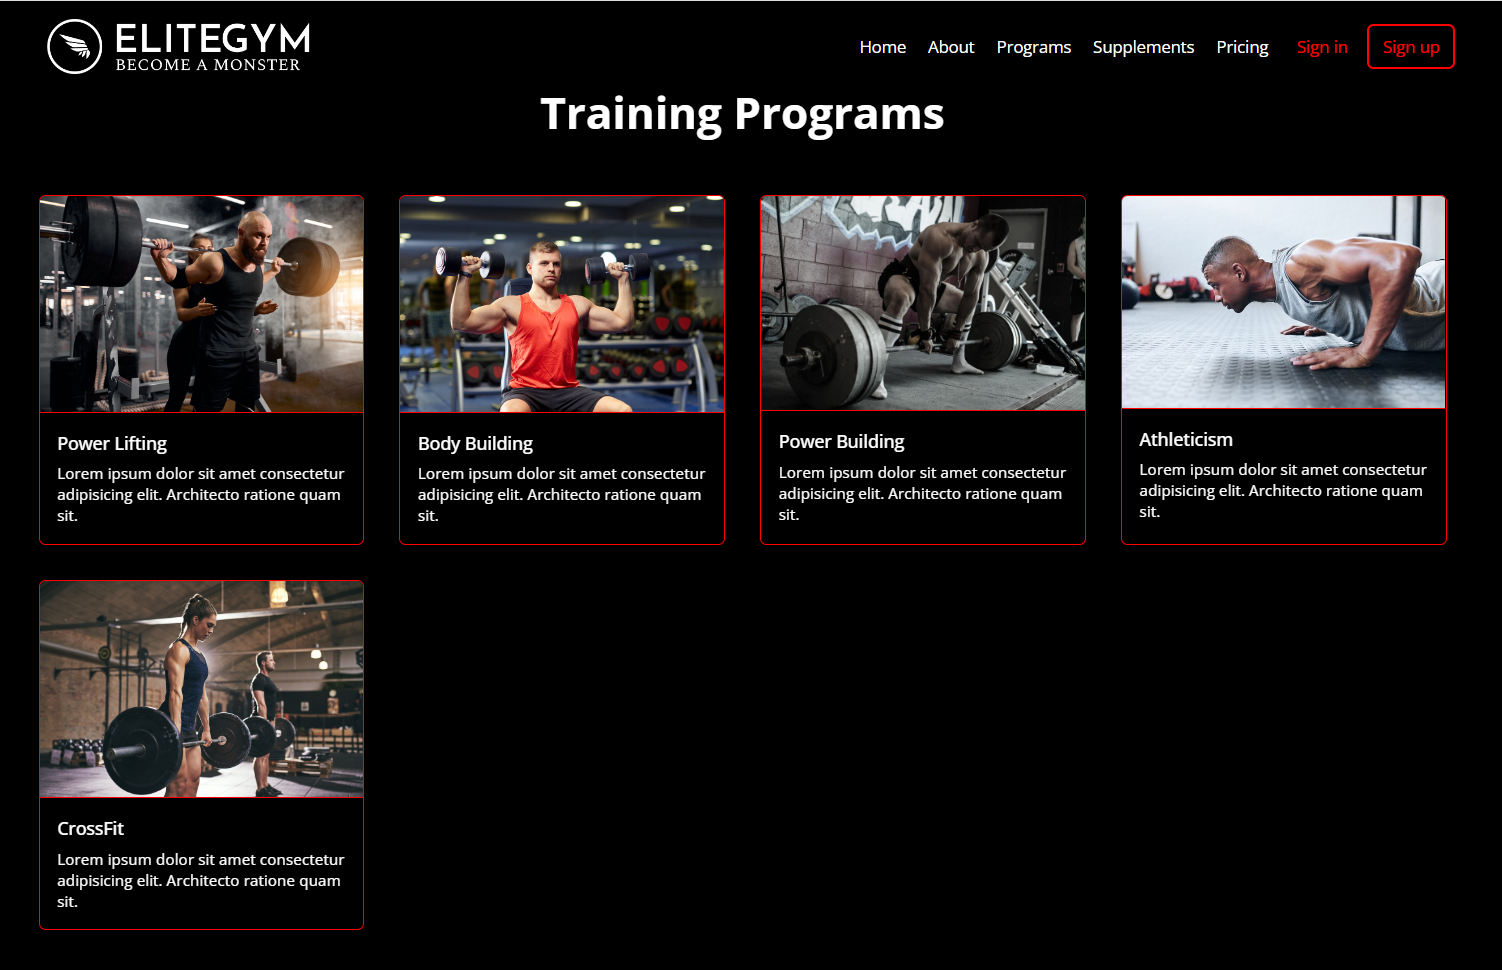 ELITEGYM
BECOME A MONSTER
Home About Programs Supplements Pricing Sign in Sign up
Training Programs
Power Lifting
Lorem ipsum dolor sit amet consectetur
adipisicing elit. Architecto ratione quam
sit.
Body Building
Lorem ipsum dolor sit amet consectetur
adipisicing elit. Architecto ratione quam
sit.
Power Building
Lorem ipsum dolor sit amet consectetur
adipisicing elit. Architecto ratione quam
sit.
Athleticism
Lorem ipsum dolor sit amet consectetur
adipisicing elit. Architecto ratione quam
sit.
CrossFit
Lorem ipsum dolor sit amet consectetur
adipisicing elit. Architecto ratione quam
sit.